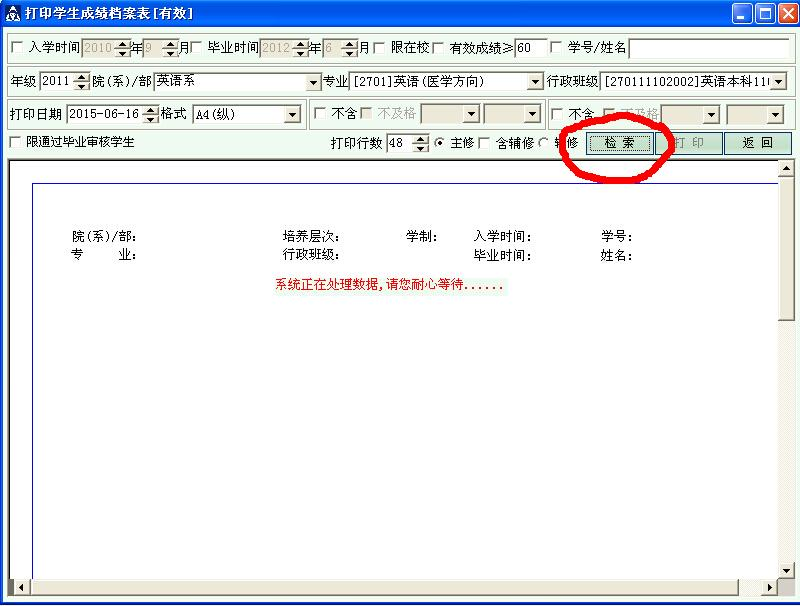 打印学生成绩档案表[有效]
入学时间 2010 年 9 月 毕业时间 2012 年 6 月 限在校 有效成绩≥ 60 学号/姓名
年级 2011 院(系)/部 英语系 专业 [2701]英语(医学方向) 行政班级 [270111102002]英语本科110
打印日期 2015-06-16 格式 A4(纵) 不含 不及格 不含 不及格
限通过毕业审核学生 打印行数 48 主修 含辅修 辅修 检 索 打 印 返 回
院(系)/部: 培养层次: 学制: 入学时间: 学号:
专 业: 行政班级: 毕业时间: 姓名:
系统正在处理数据,请您耐心等待......